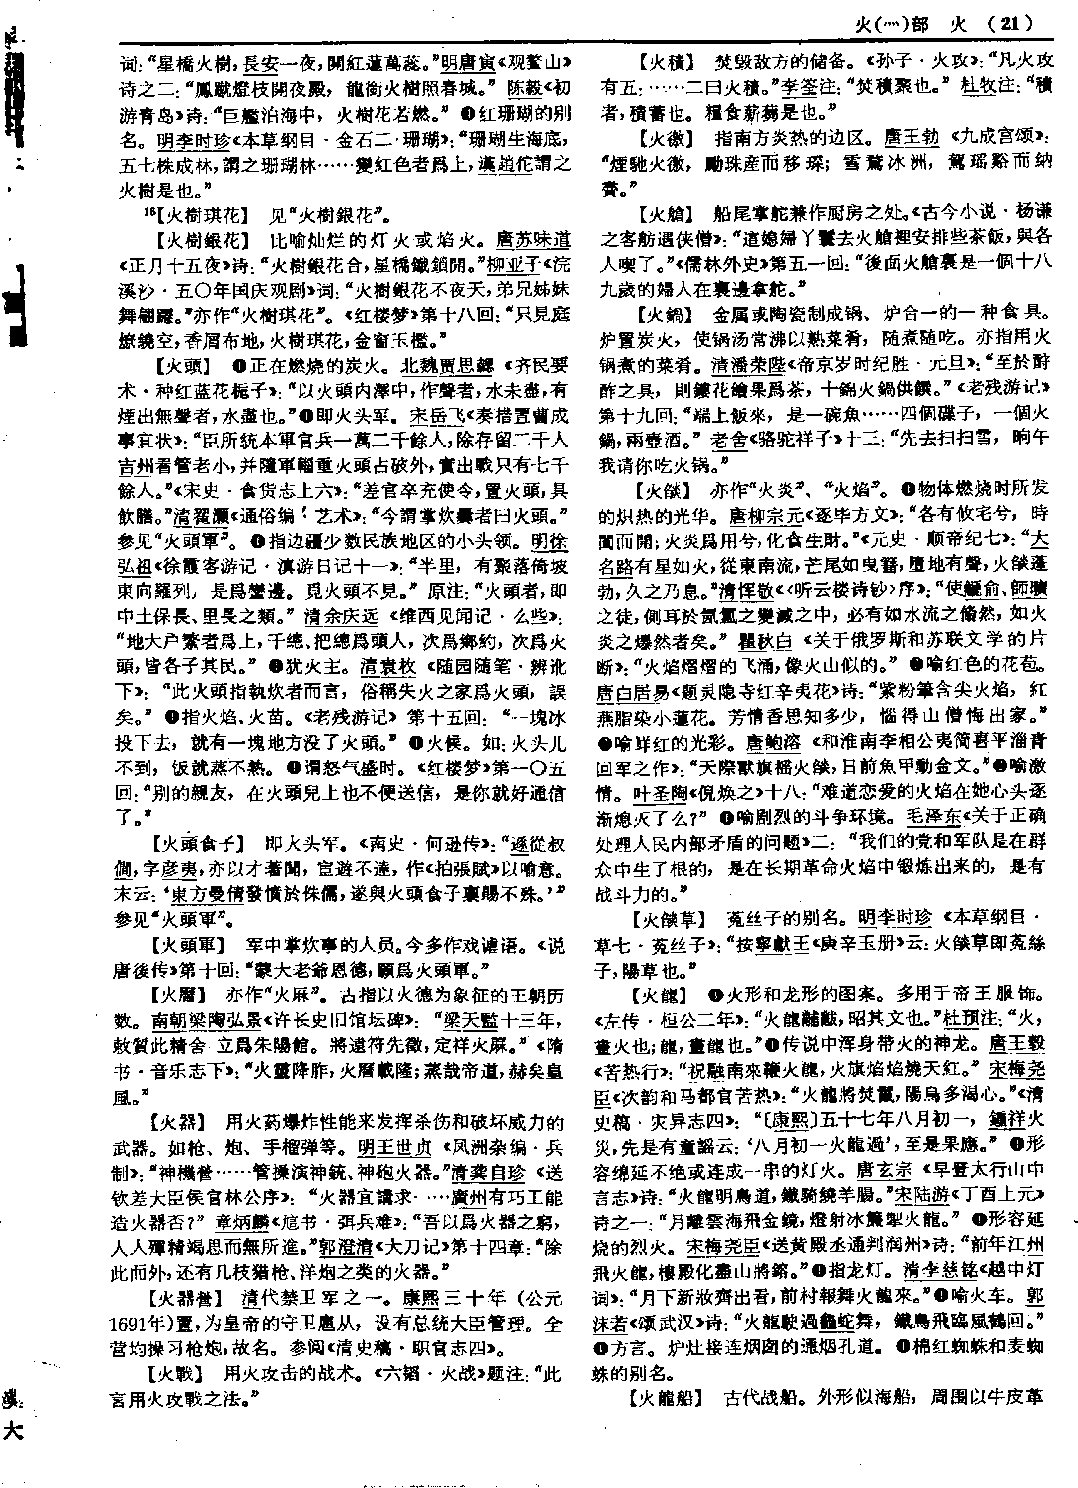 火(灬)部　火　(21)
词：“星橋火樹，長安一夜，開紅蓮萬蕊。”明唐寅《观鳌山》
诗之二：“鳳蹴燈枝開夜殿，龍銜火樹照春城。”陈毅《初
游青岛》诗：“巨艦泊海中，火樹花若燃。”❷红珊瑚的别
名。明李时珍《本草纲目·金石二·珊瑚》：“珊瑚生海底，
五七株成林，謂之珊瑚林……變紅色者爲上，漢趙佗謂之
火樹是也。”
16【火樹琪花】　见“火樹銀花”。
【火樹銀花】　比喻灿烂的灯火或焰火。唐苏味道
《正月十五夜》诗：“火樹銀花合，星橋鐵鎖開。”柳亚子《浣
溪沙·五〇年国庆观剧》词：“火樹銀花不夜天，弟兄姊妹
舞翩躚。”亦作“火樹琪花”。《红楼梦》第十八回：“只見庭
燎繞空，香屑布地，火樹琪花，金窗玉檻。”
【火頭】　❶正在燃烧的炭火。北魏贾思勰《齐民要
术·种红蓝花栀子》：“以火頭内澤中，作聲者，水未盡，有
煙出無聲者，水盡也。”❷即火头军。宋岳飞《奏措置曹成
事宜状》：“臣所统本軍官兵一萬二千餘人，除存留二千人
吉州看管老小，并隨軍輜重火頭占破外，實出戰只有七千
餘人。”《宋史·食货志上六》：“差官卒充使令，置火頭，具
飲膳。”清翟灏《通俗编·艺术》：“今謂掌炊爨者曰火頭。”
参见“火頭軍”。❸指边疆少数民族地区的小头领。明徐
弘祖《徐霞客游记·滇游日记十一》：“半里，有聚落倚坡
東向羅列，是爲蠻邊。覓火頭不見。”原注：“火頭者，即
中土保長、里長之類。”清余庆远《维西见闻记·么些》：
“地大户繁者爲上，千總、把總爲頭人，次爲鄉約，次爲火
頭，皆各子其民。”❹犹火主。清袁枚《随园随笔·辨讹
下》：“此火頭指執炊者而言，俗稱失火之家爲火頭，誤
矣。”❺指火焰、火苗。《老残游记》第十五回：“一塊冰
投下去，就有一塊地方没了火頭。”❻火候。如：火头儿
不到，饭就蒸不熟。❼谓怒气盛时。《红楼梦》第一〇五
回：“别的親友，在火頭兒上也不便送信，是你就好通信
了。”
【火頭食子】　即火头军。《南史·何逊传》：“遜從叔
僩，字彦夷，亦以才著聞，宦遊不達，作《拍張賦》以喻意。
末云：‘東方曼倩發憤於侏儒，遂與火頭食子稟賜不殊。’”
参见“火頭軍”。
【火頭軍】　军中掌炊事的人员。今多作戏谑语。《说
唐後传》第十回：“蒙大老爺恩德，願爲火頭軍。”
【火曆】　亦作“火厤”。古指以火德为象征的王朝历
数。南朝梁陶弘景《许长史旧馆坛碑》：“梁天監十三年，
敕貿此精舍，立爲朱陽館。將遠符先徵，定祥火厤。”《隋
书·音乐志下》：“火靈降胙，火曆載隆；蒸哉帝道，赫矣皇
風。”
【火器】　用火药爆炸性能来发挥杀伤和破坏威力的
武器。如枪、炮、手榴弹等。明王世贞《凤洲杂编·兵
制》：“神機營……管操演神銃、神砲火器。”清龚自珍《送
钦差大臣侯官林公序》：“火器宜講求……廣州有巧工能
造火器否？”章炳麟《訄书·弭兵难》：“吾以爲火器之窮，
人人殫精竭思而無所進。”郭澄清《大刀记》第十四章：“除
此而外，还有几枝猎枪、洋炮之类的火器。”
【火器營】　清代禁卫军之一。康熙三十年（公元
1691年）置，为皇帝的守卫扈从，设有总统大臣管理。全
营均操习枪炮，故名。参阅《清史稿·职官志四》。
【火戰】　用火攻击的战术。《六韬·火战》题注：“此
言用火攻戰之法。”
【火積】　焚毁敌方的储备。《孙子·火攻》：“凡火攻
有五：……二曰火積。”李筌注：“焚積聚也。”杜牧注：“積
者，積蓄也。糧食薪芻是也。”
【火徼】　指南方炎热的边区。唐王勃《九成宫颂》：
“煙馳火徼，勵珠産而移琛；雪驚冰洲，駕瑶谿而納
賮。”
【火艙】　船尾掌舵兼作厨房之处。《古今小说·杨谦
之客舫遇侠僧》：“這媳婦丫鬟去火艙裡安排些茶飯，與各
人喫了。”《儒林外史》第五一回：“後面火艙裏是一個十八
九歲的婦人在裏邊拿舵。”
【火鍋】　金属或陶瓷制成锅、炉合一的一种食具。
炉置炭火，使锅汤常沸以熟菜肴，随煮随吃。亦指用火
锅煮的菜肴。清潘荣陛《帝京岁时纪胜·元旦》：“至於酧
酢之具，則鏤花繪果爲茶，十錦火鍋供饌。”《老残游记》
第十九回：“端上飯來，是一碗魚……四個碟子，一個火
鍋，兩壺酒。”老舍《骆驼祥子》十三：“先去扫扫雪，晌午
我请你吃火锅。”
【火燄】　亦作“火炎”、“火焰”。❶物体燃烧时所发
的炽热的光华。唐柳宗元《逐毕方文》：“各有攸宅兮，時
闔而開；火炎爲用兮，化食生財。”《元史·顺帝纪七》：“大
名路有星如火，從東南流，芒尾如曳篲，墮地有聲，火燄蓬
勃，久之乃息。”清恽敬《〈听云楼诗钞〉序》：“使觼俞、師曠
之徒，側耳於氤氲之變滅之中，必有如水流之翛然，如火
炎之爆然者矣。”瞿秋白《关于俄罗斯和苏联文学的片
断》：“火焰熠熠的飞涌，像火山似的。”❷喻红色的花苞。
唐白居易《题灵隐寺红辛夷花》诗：“紫粉筆含尖火焰，紅
燕脂染小蓮花。芳情香思知多少，惱得山僧悔出家。”
❸喻鲜红的光彩。唐鲍溶《和淮南李相公夷简喜平淄青
回军之作》：“天際獸旗摇火燄，日前魚甲動金文。”❹喻激
情。叶圣陶《倪焕之》十八：“难道恋爱的火焰在她心头逐
渐熄灭了么？”❺喻剧烈的斗争环境。毛泽东《关于正确
处理人民内部矛盾的问题》二：“我们的党和军队是在群
众中生了根的，是在长期革命火焰中锻炼出来的，是有
战斗力的。”
【火燄草】　菟丝子的别名。明李时珍《本草纲目·
草七·菟丝子》：“按寧獻王《庚辛玉册》云：火燄草即菟絲
子，陽草也。”
【火龍】　❶火形和龙形的图案。多用于帝王服饰。
《左传·桓公二年》：“火龍黼黻，昭其文也。”杜预注：“火，
畫火也；龍，畫龍也。”❷传说中浑身带火的神龙。唐王毂
《苦热行》：“祝融南來鞭火龍，火旗焰焰燒天紅。”宋梅尧
臣《次韵和马都官苦热》：“火龍將焚鬣，陽烏多渴心。”《清
史稿·灾异志四》：“〔康熙〕五十七年八月初一，鍾祥火
災，先是有童謡云：‘八月初一火龍過’，至是果應。”❸形
容绵延不绝或连成一串的灯火。唐玄宗《早登太行山中
言志》诗：“火龍明鳥道，鐵騎繞羊腸。”宋陆游《丁酉上元》
诗之一：“月離雲海飛金鏡，燈射冰簾掣火龍。”❹形容延
烧的烈火。宋梅尧臣《送黄殿丞通判润州》诗：“前年江州
飛火龍，樓殿化盡山將鎔。”❺指龙灯。清李慈铭《越中灯
词》：“月下新妝齊出看，前村報舞火龍來。”❻喻火车。郭
沫若《颂武汉》诗：“火龍駛過龜蛇舞，鐵鳥飛臨鳳鶴回。”
❼方言。炉灶接连烟囱的通烟孔道。❽棉红蜘蛛和麦蜘
蛛的别名。
【火龍船】　古代战船。外形似海船，周围以牛皮革
大